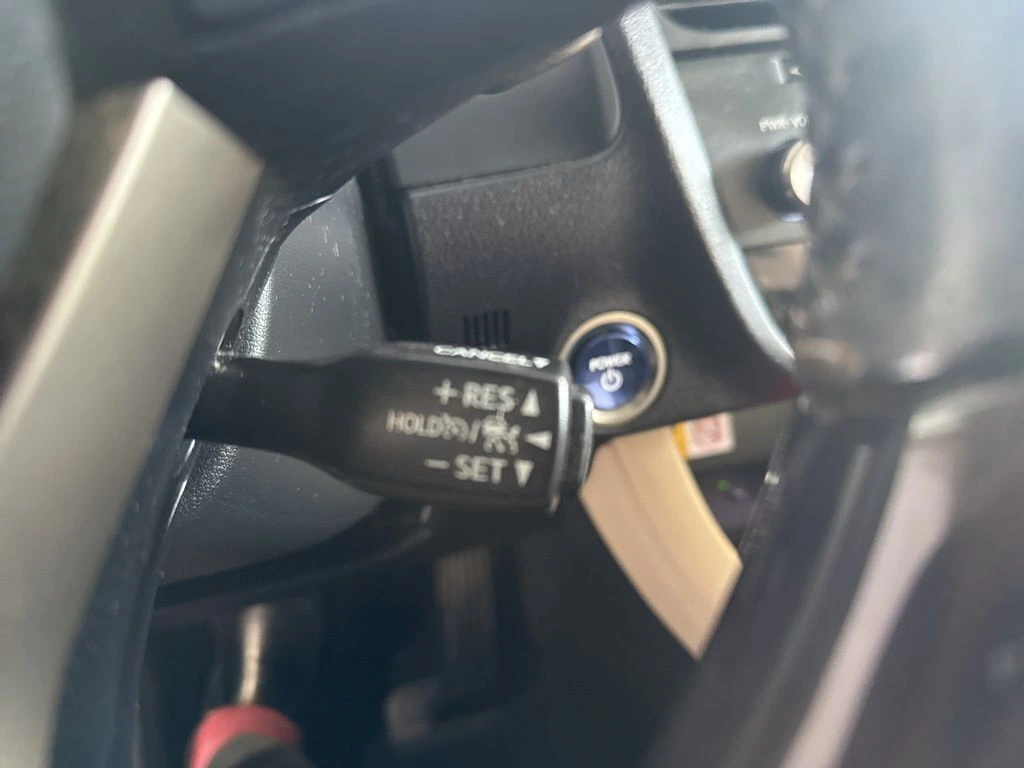 POWER
CANCEL
+ RES ▲
HOLD /
− SET ▼